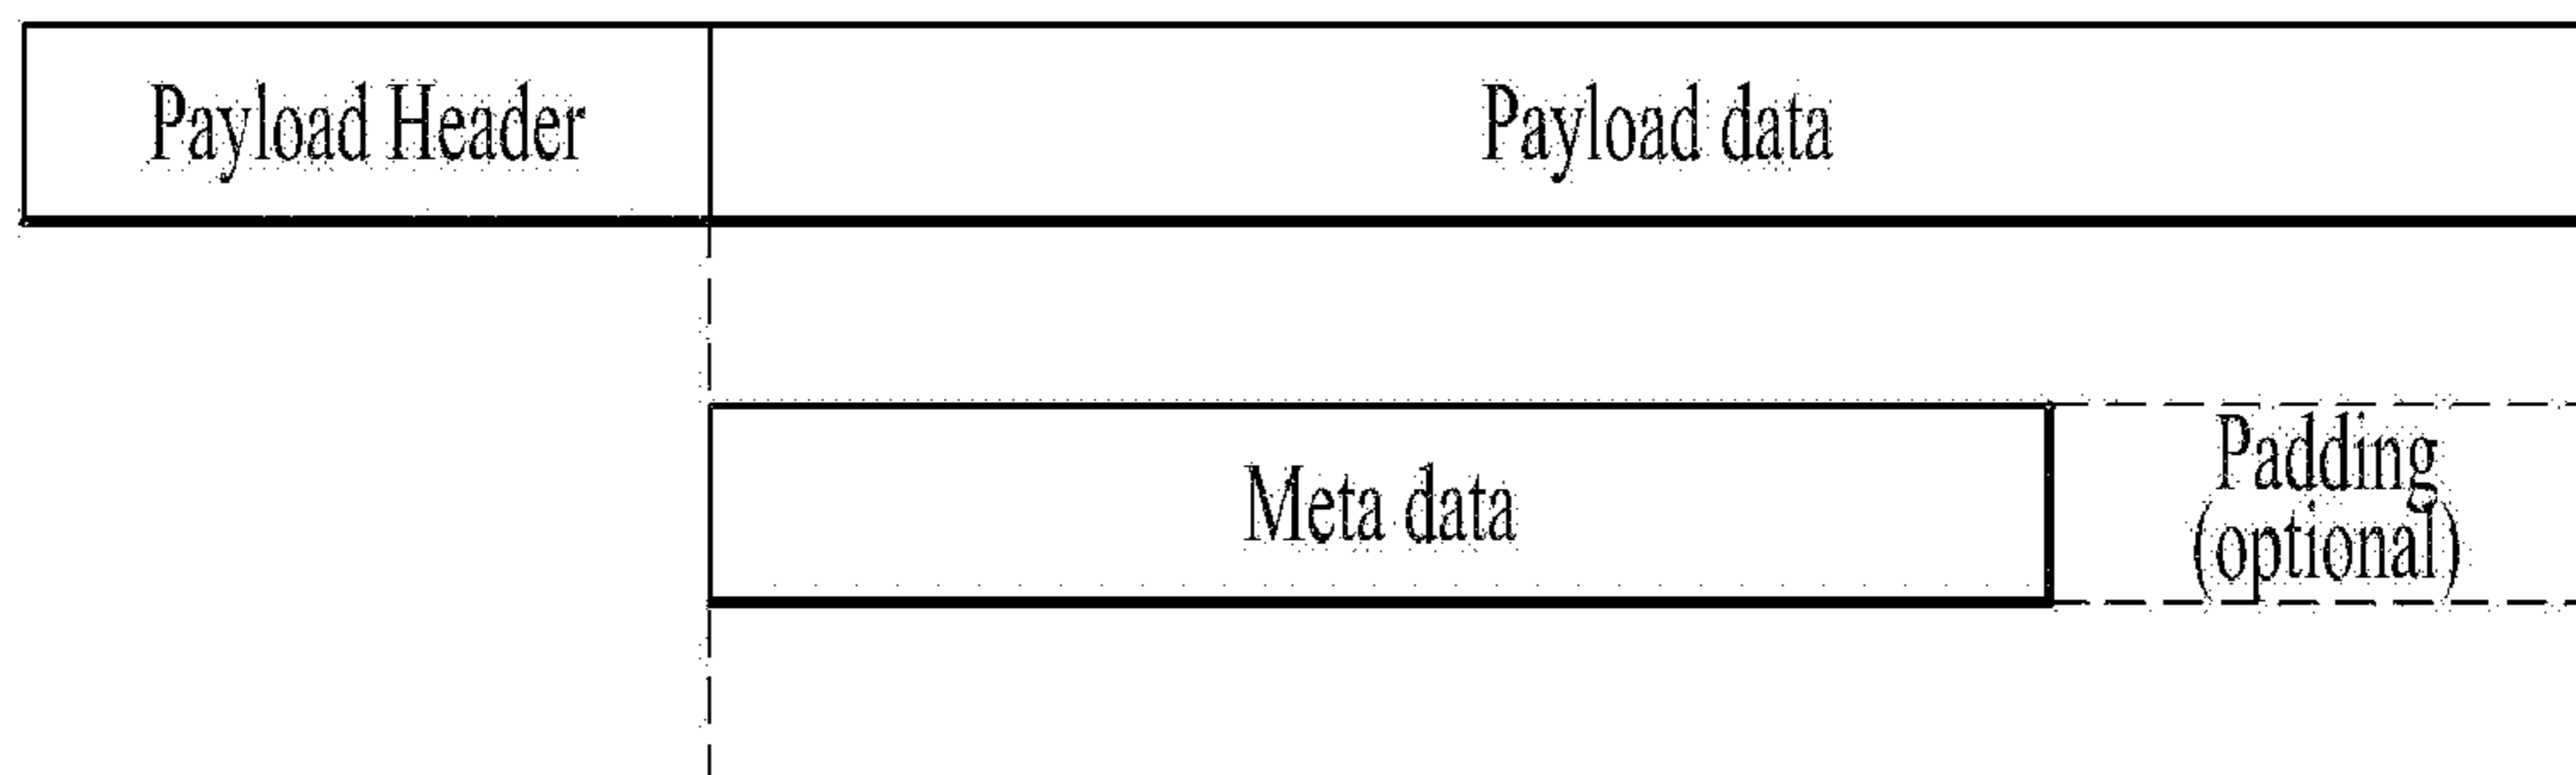 Payload Header
Payload data
Meta data
Padding
(optional)